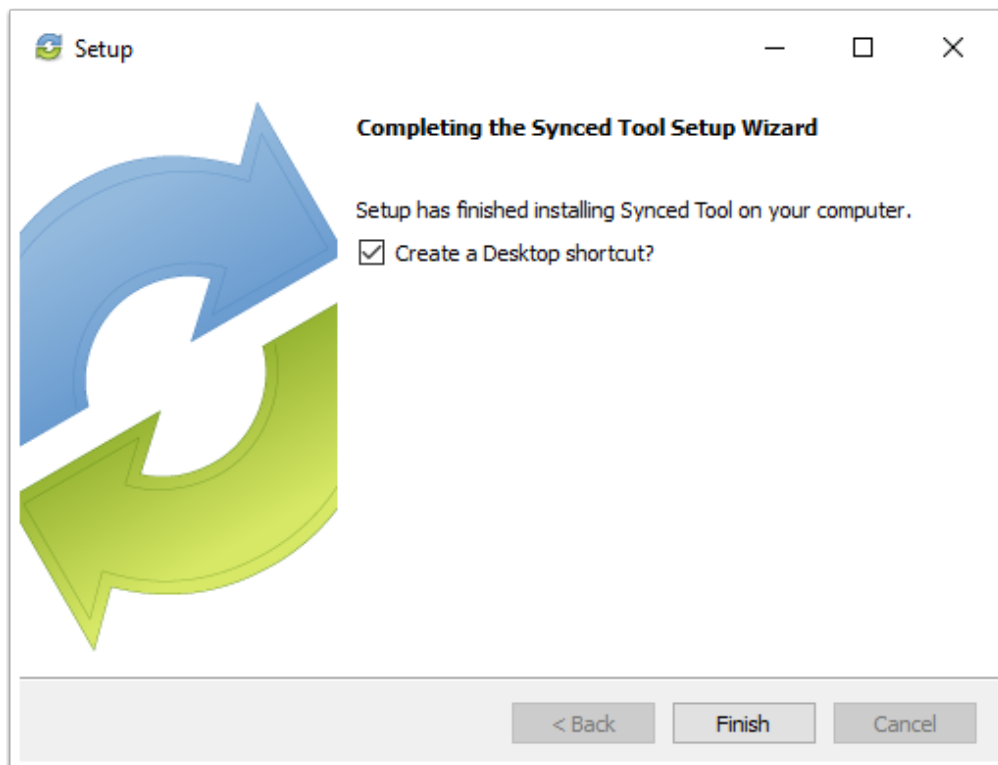 Setup
Completing the Synced Tool Setup Wizard
Setup has finished installing Synced Tool on your computer.
Create a Desktop shortcut?
< Back
Finish
Cancel